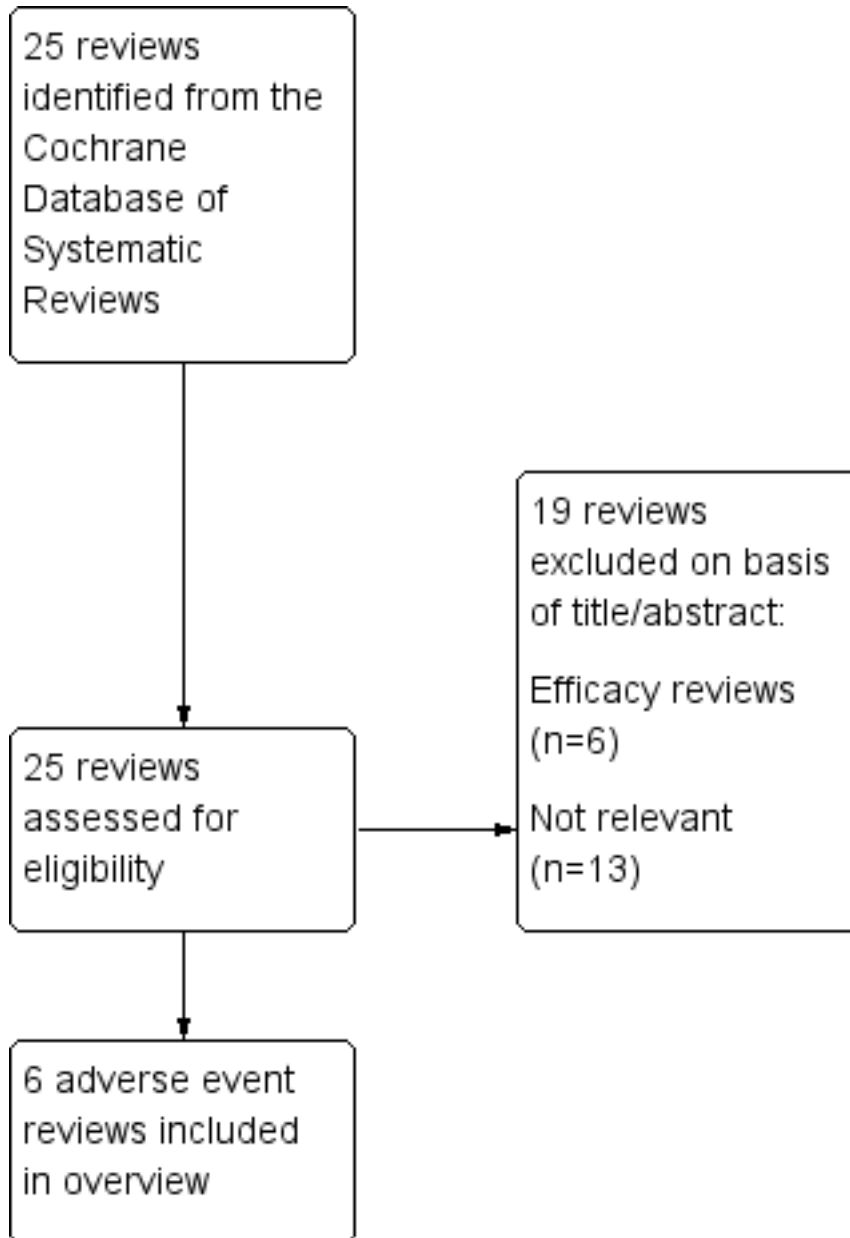 25 reviews
identified from the
Cochrane
Database of
Systematic
Reviews
25 reviews
assessed for
eligibility
19 reviews
excluded on basis
of title/abstract:
Efficacy reviews
(n=6)
Not relevant
(n=13)
6 adverse event
reviews included
in overview